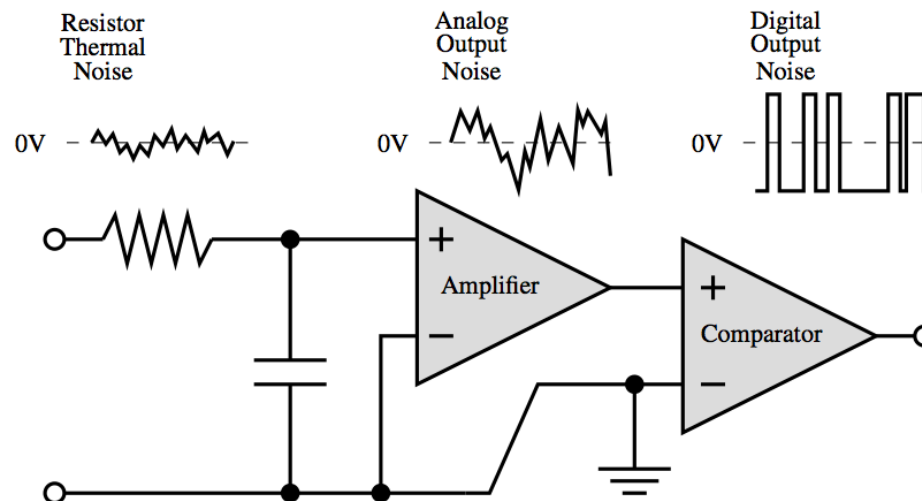 Resistor
Thermal
Noise
Analog
Output
Noise
Digital
Output
Noise
0V
0V
0V
+
Amplifier
−
+
Comparator
−